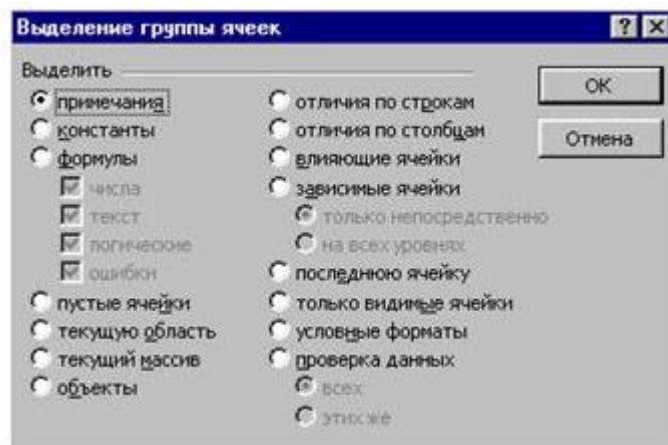 Выделение группы ячеек
Выделить
примечания
константы
формулы
числа
текст
логические
ошибки
пустые ячейки
текущую область
текущий массив
объекты
отличия по строкам
отличия по столбцам
влияющие ячейки
зависимые ячейки
только непосредственно
на всех уровнях
последнюю ячейку
только видимые ячейки
условные форматы
проверка данных
всех
этих же
ОК
Отмена